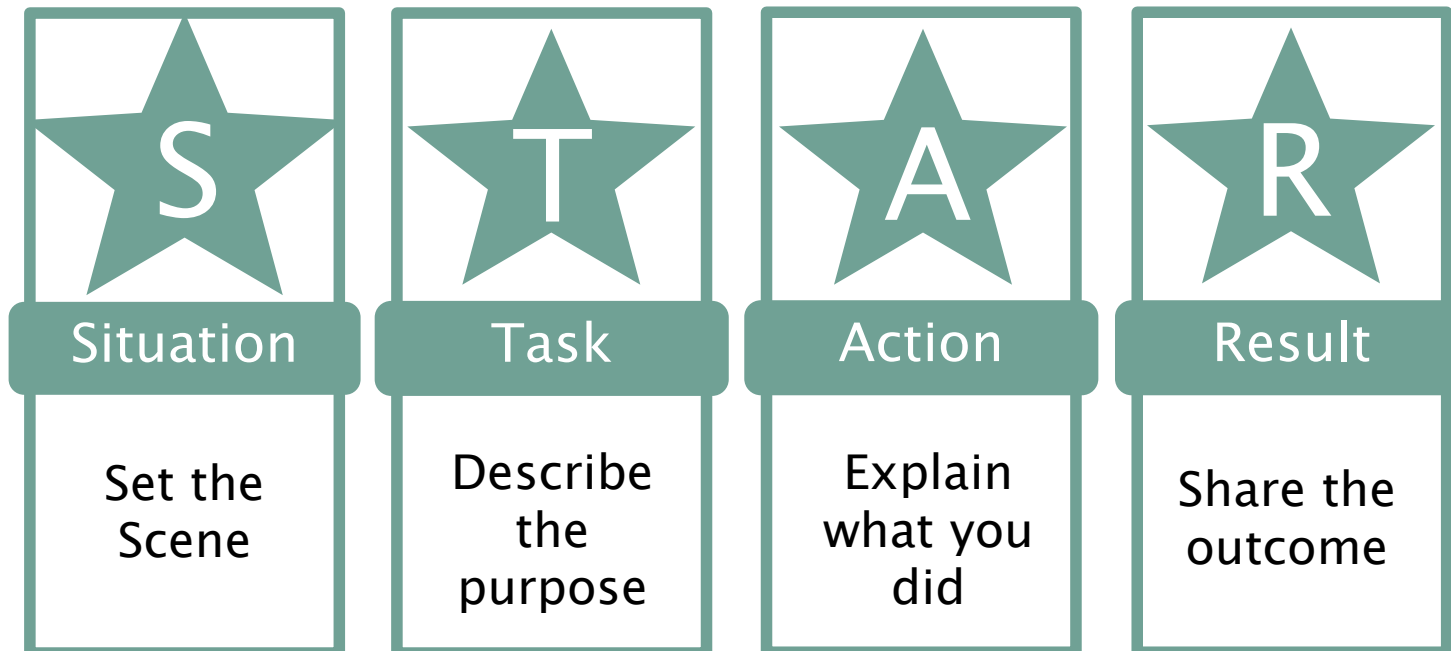 S
T
A
R
Situation
Task
Action
Result
Set the
Scene
Describe
the
purpose
Explain
what you
did
Share the
outcome